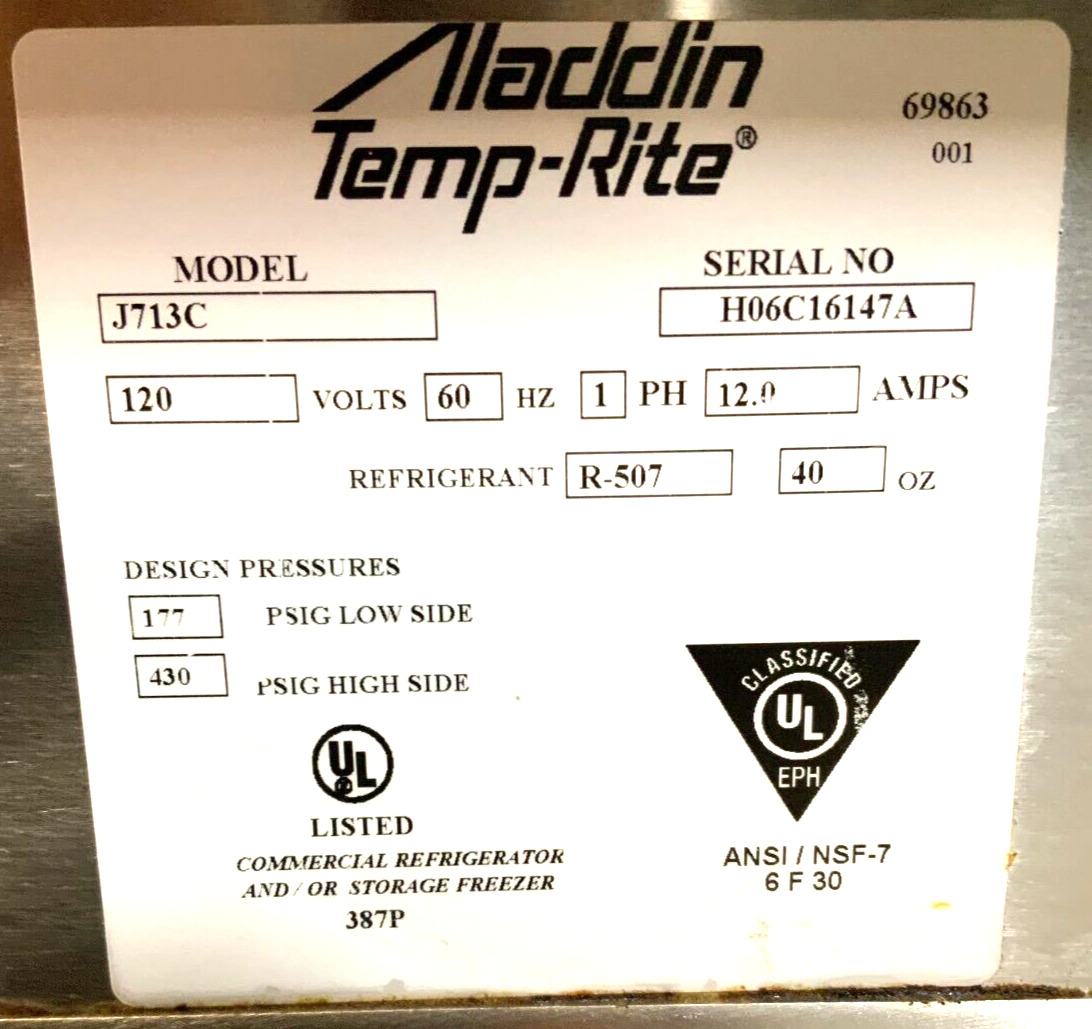 Aladdin
Temp-Rite®
69863
001
MODEL
SERIAL NO
J713C
H06C16147A
120 VOLTS 60 HZ 1 PH 12.0 AMPS
REFRIGERANT R-507 40 OZ
DESIGN PRESSURES
177 PSIG LOW SIDE
430 PSIG HIGH SIDE
UL
LISTED
COMMERCIAL REFRIGERATOR
AND / OR STORAGE FREEZER
387P
CLASSIFIED
UL
EPH
ANSI / NSF-7
6 F 30